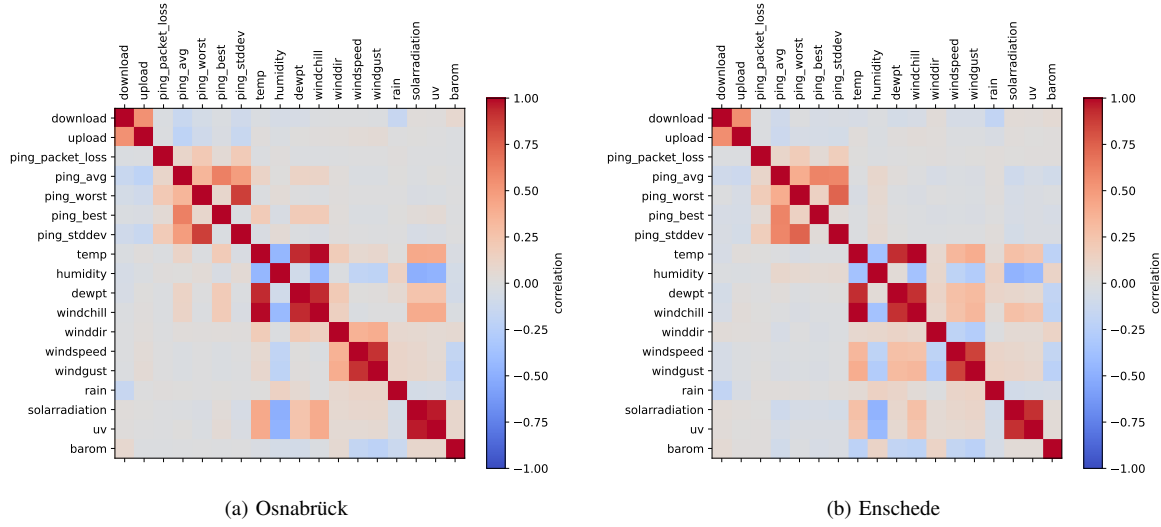 download
upload
ping_packet_loss
ping_avg
ping_worst
ping_best
ping_stddev
temp
humidity
dewpt
windchill
winddir
windspeed
windgust
rain
solarradiation
uv
barom
download
upload
ping_packet_loss
ping_avg
ping_worst
ping_best
ping_stddev
temp
humidity
dewpt
windchill
winddir
windspeed
windgust
rain
solarradiation
uv
barom
1.00
0.75
0.50
0.25
0.00
−0.25
−0.50
−0.75
−1.00
correlation
(a) Osnabrück
download
upload
ping_packet_loss
ping_avg
ping_worst
ping_best
ping_stddev
temp
humidity
dewpt
windchill
winddir
windspeed
windgust
rain
solarradiation
uv
barom
download
upload
ping_packet_loss
ping_avg
ping_worst
ping_best
ping_stddev
temp
humidity
dewpt
windchill
winddir
windspeed
windgust
rain
solarradiation
uv
barom
1.00
0.75
0.50
0.25
0.00
−0.25
−0.50
−0.75
−1.00
correlation
(b) Enschede